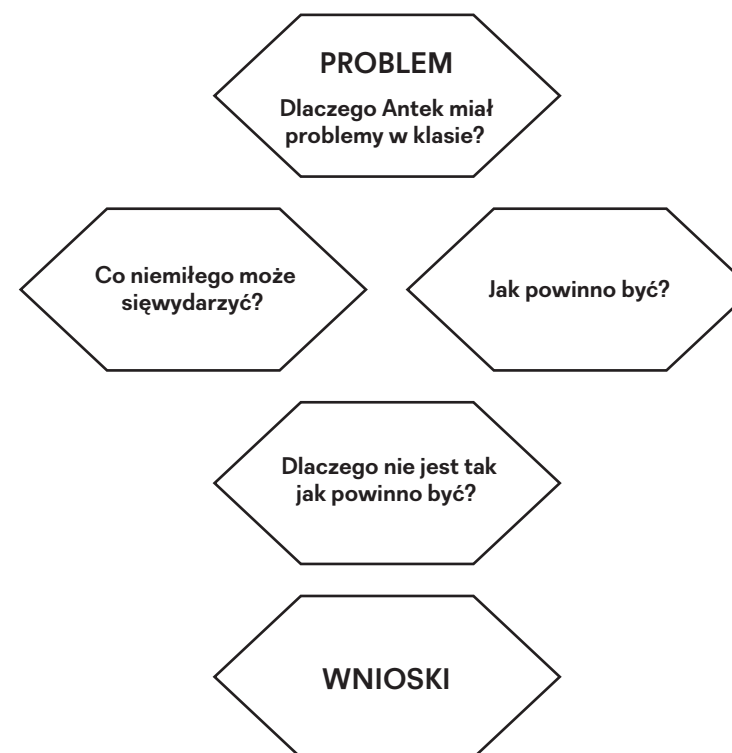 PROBLEM
Dlaczego Antek miał
problemy w klasie?
Co niemiłego może
sięwydarzyć?
Jak powinno być?
Dlaczego nie jest tak
jak powinno być?
WNIOSKI